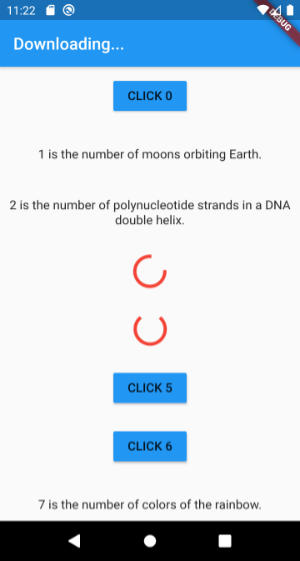 11:22
DEBUG
Downloading...
CLICK 0
1 is the number of moons orbiting Earth.
2 is the number of polynucleotide strands in a DNA
double helix.
CLICK 5
CLICK 6
7 is the number of colors of the rainbow.